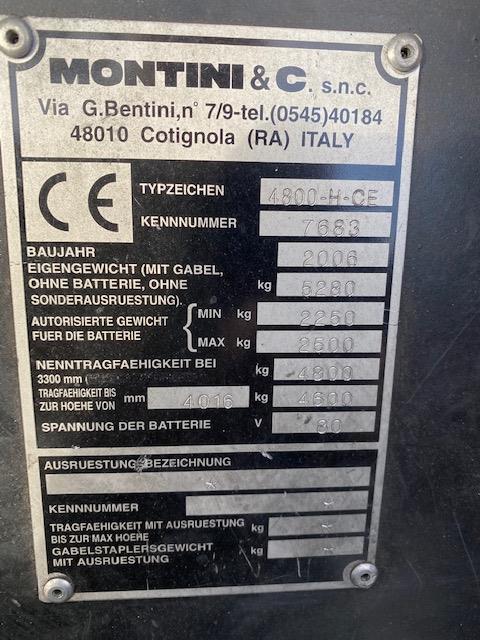 MONTINI & C. s.n.c.
Via G.Bentini,n° 7/9-tel.(0545)40184
48010 Cotignola (RA) ITALY
CE
TYPZEICHEN 4800-H-CE
KENNNUMMER 7683
BAUJAHR 2006
EIGENGEWICHT (MIT GABEL,
OHNE BATTERIE, OHNE kg 5280
SONDERAUSRUESTUNG).
AUTORISIERTE GEWICHT MIN kg 2250
FUER DIE BATTERIE MAX kg 2500
NENNTRAGFAEHIGKEIT BEI kg 4800
3300 mm (
TRAGFAEHIGKEIT BIS mm 4016 kg 4600
ZUR HOEHE VON
SPANNUNG DER BATTERIE V 80
AUSRUESTUNGSBEZEICHNUNG
-
KENNNUMMER -
TRAGFAEHIGKEIT MIT AUSRUESTUNG kg -
BIS ZUR MAX HOEHE
GABELSTAPLERSGEWICHT kg -
MIT AUSRUESTUNG